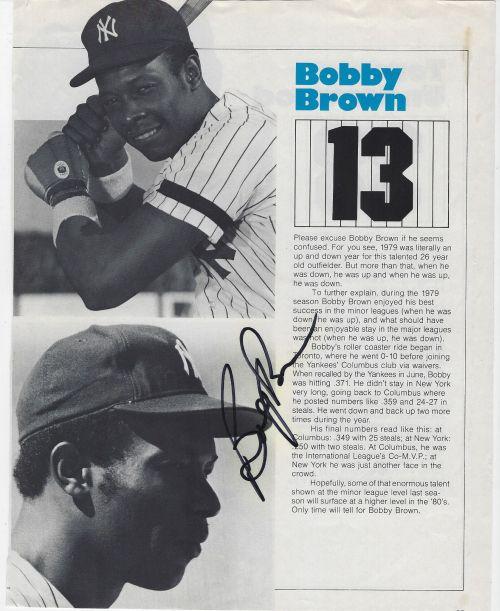 Bobby
Brown
13
Please excuse Bobby Brown if he seems
confused. For you see, 1979 was literally an
up and down year for this talented 26 year
old outfielder. But more than that, when he
was down, he was up and when he was up,
he was down.
To further explain, during the 1979
season Bobby Brown enjoyed his best
success in the minor leagues (when he was
down he was up), and what should have
been an enjoyable stay in the major leagues
was not (when he was up, he was down).
Bobby's roller coaster ride began in
Toronto, where he went 0-10 before joining
the Yankees' Columbus club via waivers.
When recalled by the Yankees in June, Bobby
was hitting .371. He didn't stay in New York
very long, going back to Columbus where
he posted numbers like .359 and 24-27 in
steals. He went down and back up two more
times during the year.
His final numbers read like this: at
Columbus: .349 with 25 steals; at New York:
.250 with two steals. At Columbus, he was
the International League's Co-M.V.P.; at
New York he was just another face in the
crowd.
Hopefully, some of that enormous talent
shown at the minor league level last sea-
son will surface at a higher level in the '80's.
Only time will tell for Bobby Brown.